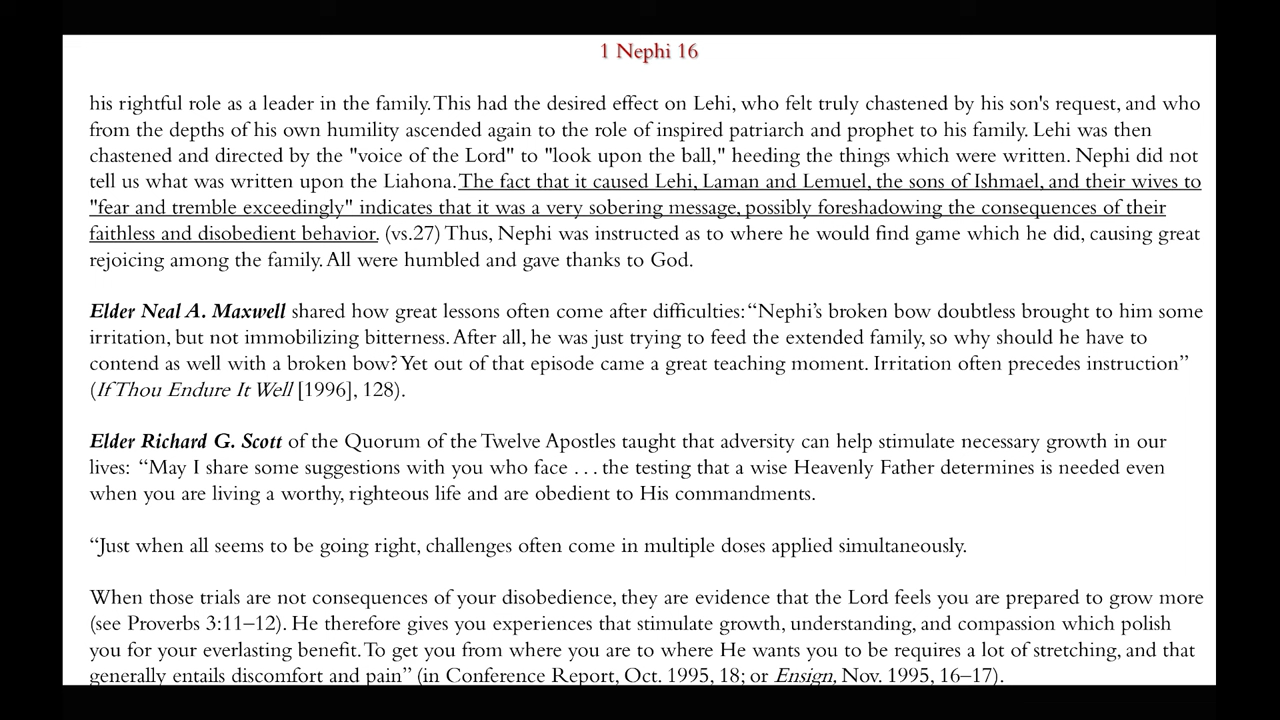 1 Nephi 16
his rightful role as a leader in the family. This had the desired effect on Lehi, who felt truly chastened by his son's request, and who
from the depths of his own humility ascended again to the role of inspired patriarch and prophet to his family. Lehi was then
chastened and directed by the "voice of the Lord" to "look upon the ball," heeding the things which were written. Nephi did not
tell us what was written upon the Liahona. The fact that it caused Lehi, Laman and Lemuel, the sons of Ishmael, and their wives to
"fear and tremble exceedingly" indicates that it was a very sobering message, possibly foreshadowing the consequences of their
faithless and disobedient behavior. (vs.27) Thus, Nephi was instructed as to where he would find game which he did, causing great
rejoicing among the family. All were humbled and gave thanks to God.
Elder Neal A. Maxwell shared how great lessons often come after difficulties: “Nephi’s broken bow doubtless brought to him some
irritation, but not immobilizing bitterness. After all, he was just trying to feed the extended family, so why should he have to
contend as well with a broken bow? Yet out of that episode came a great teaching moment. Irritation often precedes instruction”
(If Thou Endure It Well [1996], 128).
Elder Richard G. Scott of the Quorum of the Twelve Apostles taught that adversity can help stimulate necessary growth in our
lives: “May I share some suggestions with you who face . . . the testing that a wise Heavenly Father determines is needed even
when you are living a worthy, righteous life and are obedient to His commandments.
“Just when all seems to be going right, challenges often come in multiple doses applied simultaneously.
When those trials are not consequences of your disobedience, they are evidence that the Lord feels you are prepared to grow more
(see Proverbs 3:11–12). He therefore gives you experiences that stimulate growth, understanding, and compassion which polish
you for your everlasting benefit. To get you from where you are to where He wants you to be requires a lot of stretching, and that
generally entails discomfort and pain” (in Conference Report, Oct. 1995, 18; or Ensign, Nov. 1995, 16–17).